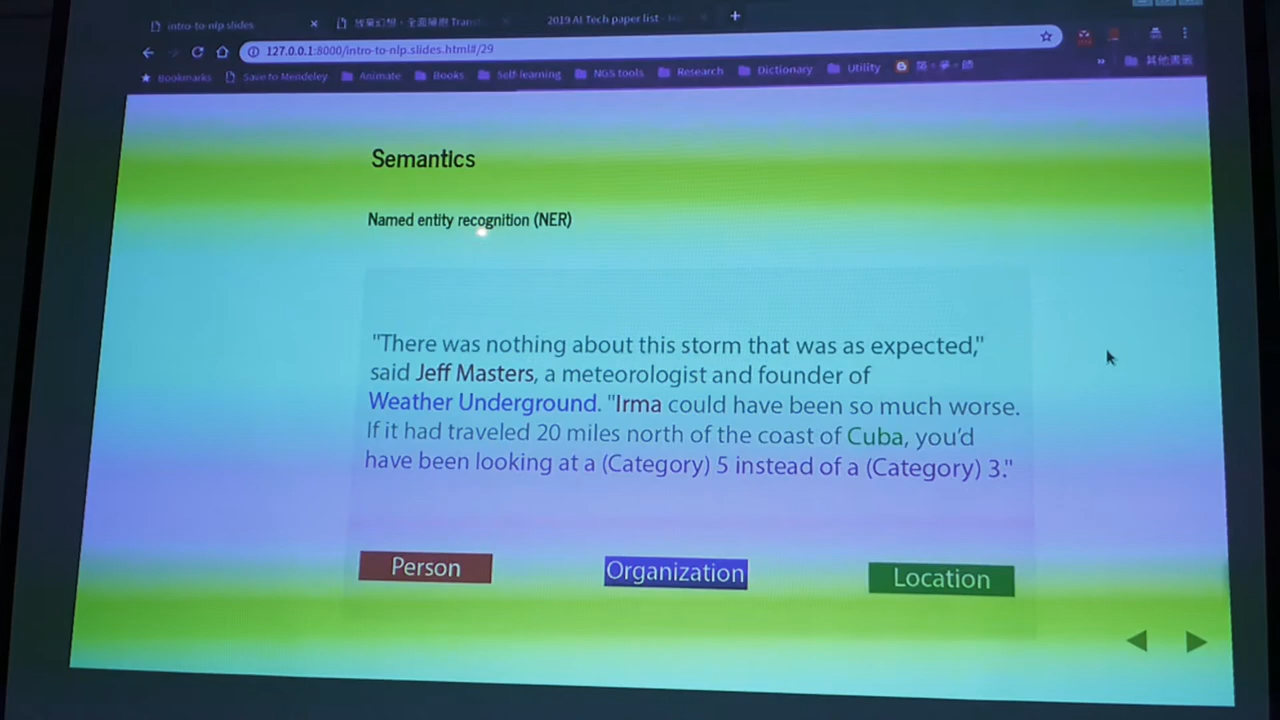 intro-to-nlp slides
2019 AI Tech paper list
127.0.0.1:8000/intro-to-nlp.slides.html#/29
Bookmarks Save to Mendeley Animate Books Self-learning NGS tools Research Dictionary Utility » 其他書籤
Semantics
Named entity recognition (NER)
"There was nothing about this storm that was as expected,"
said Jeff Masters, a meteorologist and founder of
Weather Underground. "Irma could have been so much worse.
If it had traveled 20 miles north of the coast of Cuba, you'd
have been looking at a (Category) 5 instead of a (Category) 3."
Person Organization Location